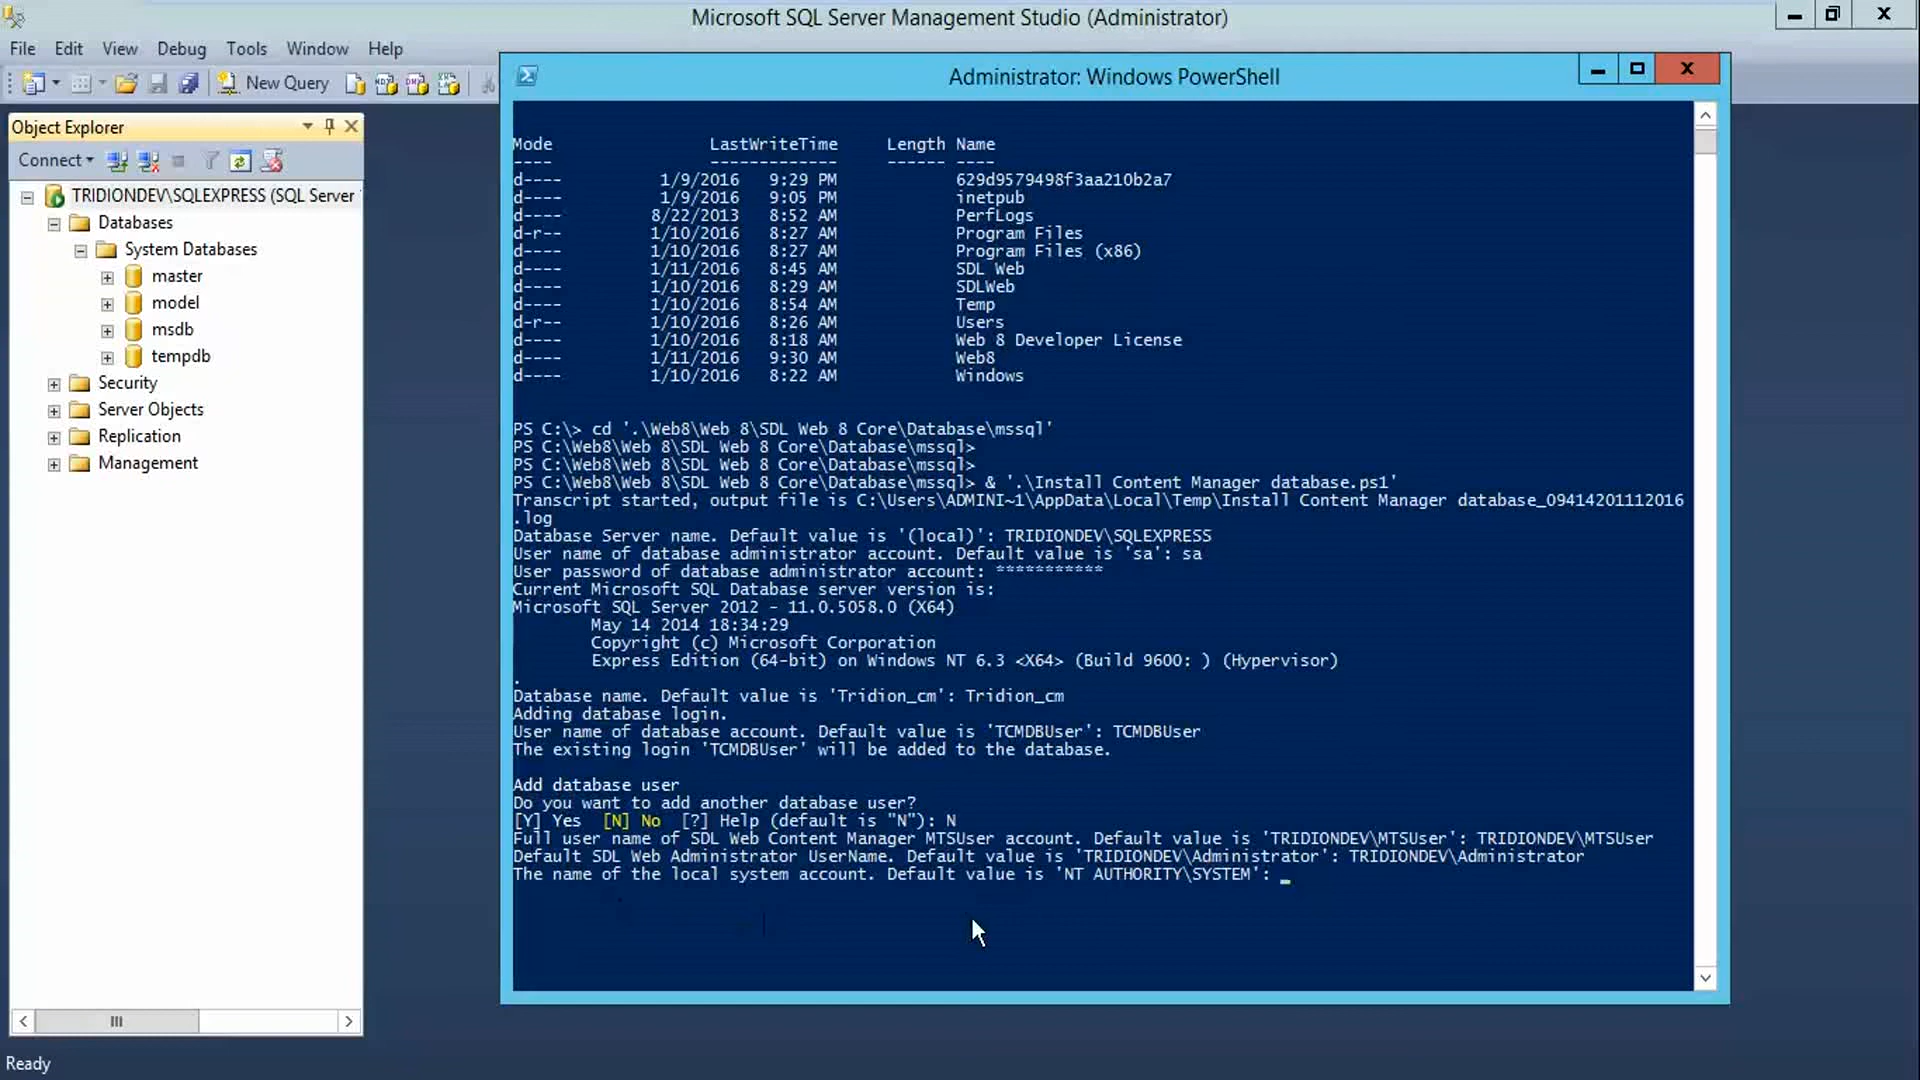 Microsoft SQL Server Management Studio (Administrator)
File Edit View Debug Tools Window Help
New Query
Object Explorer
Connect
TRIDIONDEV\SQLEXPRESS (SQL Server
Databases
System Databases
master
model
msdb
tempdb
Security
Server Objects
Replication
Management
Ready
Administrator: Windows PowerShell
Mode LastWriteTime Length Name
---- ------------- ------ ----
d---- 1/9/2016 9:29 PM 629d9579498f3aa210b2a7
d---- 1/9/2016 9:05 PM inetpub
d---- 8/22/2013 8:52 AM PerfLogs
d-r-- 1/10/2016 8:27 AM Program Files
d---- 1/10/2016 8:27 AM Program Files (x86)
d---- 1/11/2016 8:45 AM SDL Web
d---- 1/10/2016 8:29 AM SDLWeb
d---- 1/10/2016 8:54 AM Temp
d-r-- 1/10/2016 8:26 AM Users
d---- 1/10/2016 8:18 AM Web 8 Developer License
d---- 1/11/2016 9:30 AM Web8
d---- 1/10/2016 8:22 AM Windows
PS C:\> cd '.\Web8\Web 8\SDL Web 8 Core\Database\mssql'
PS C:\Web8\Web 8\SDL Web 8 Core\Database\mssql>
PS C:\Web8\Web 8\SDL Web 8 Core\Database\mssql>
PS C:\Web8\Web 8\SDL Web 8 Core\Database\mssql> & '.\Install Content Manager database.ps1'
Transcript started, output file is C:\Users\ADMINI~1\AppData\Local\Temp\Install Content Manager database_09414201112016
.log
Database Server name. Default value is '(local)': TRIDIONDEV\SQLEXPRESS
User name of database administrator account. Default value is 'sa': sa
User password of database administrator account: ***********
Current Microsoft SQL Database server version is:
Microsoft SQL Server 2012 - 11.0.5058.0 (X64)
May 14 2014 18:34:29
Copyright (c) Microsoft Corporation
Express Edition (64-bit) on Windows NT 6.3 <X64> (Build 9600: ) (Hypervisor)
.
Database name. Default value is 'Tridion_cm': Tridion_cm
Adding database login.
User name of database account. Default value is 'TCMDBUser': TCMDBUser
The existing login 'TCMDBUser' will be added to the database.
Add database user
Do you want to add another database user?
[Y] Yes [N] No [?] Help (default is "N"): N
Full user name of SDL Web Content Manager MTSUser account. Default value is 'TRIDIONDEV\MTSUser': TRIDIONDEV\MTSUser
Default SDL Web Administrator UserName. Default value is 'TRIDIONDEV\Administrator': TRIDIONDEV\Administrator
The name of the local system account. Default value is 'NT AUTHORITY\SYSTEM': _